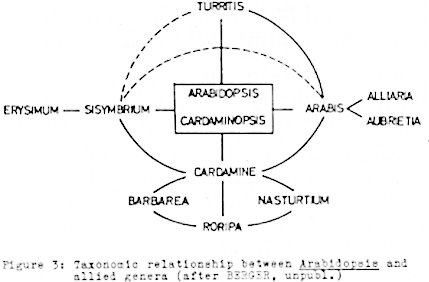 TURRITIS
ARABIDOPSIS
ALLIARIA
ERYSIMUM
SISYMBRIUM
ARABIS
CARDAMINOPSIS
AUBRIETIA
CARDAMINE
BARBAREA
NASTURTIUM
RORIPA
Figure 3: Taxonomic relationship between Arabidopsis and
allied genera (after BERGER, unpubl.)